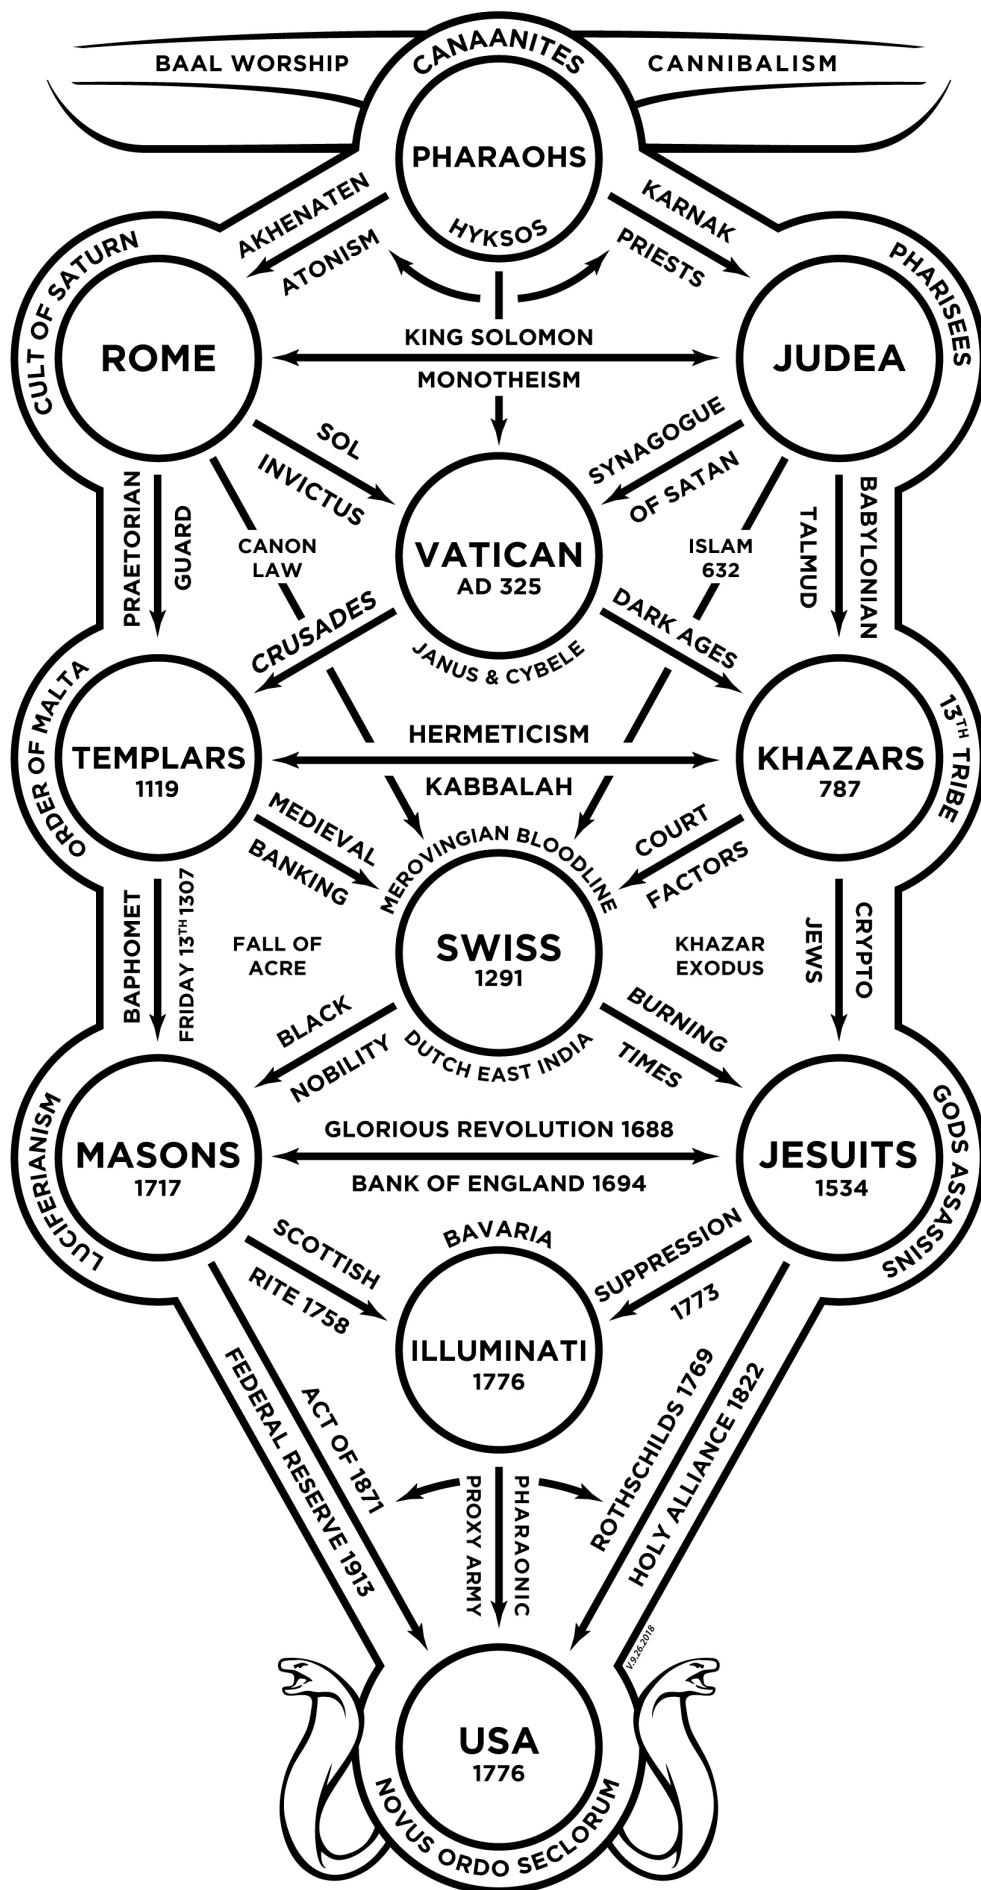 CANAANITES
BAAL WORSHIP
CANNIBALISM
PHARAOHS
HYKSOS
AKHENATEN
ATONISM
KARNAK
PRIESTS
CULT OF SATURN
ROME
KING SOLOMON
MONOTHEISM
PHARISEES
JUDEA
SOL
INVICTUS
SYNAGOGUE
OF SATAN
PRAETORIAN
GUARD
CANON
LAW
VATICAN
AD 325
JANUS & CYBELE
ISLAM
632
TALMUD
BABYLONIAN
CRUSADES
DARK AGES
ORDER OF MALTA
TEMPLARS
1119
HERMETICISM
KABBALAH
KHAZARS
787
13TH TRIBE
MEDIEVAL
BANKING
MEROVINGIAN BLOODLINE
COURT
FACTORS
BAPHOMET
FRIDAY 13TH 1307
FALL OF
ACRE
SWISS
1291
DUTCH EAST INDIA
KHAZAR
EXODUS
JEWS
CRYPTO
BLACK
NOBILITY
BURNING
TIMES
LUCIFERIANISM
MASONS
1717
GLORIOUS REVOLUTION 1688
BANK OF ENGLAND 1694
JESUITS
1534
GODS ASSASSINS
SCOTTISH
RITE 1758
BAVARIA
ILLUMINATI
1776
SUPPRESSION
1773
FEDERAL RESERVE 1913
ACT OF 1871
PROXY ARMY
PHARAONIC
ROTHSCHILDS 1769
HOLY ALLIANCE 1822
V.9.26.2018
USA
1776
NOVUS ORDO SECLORUM